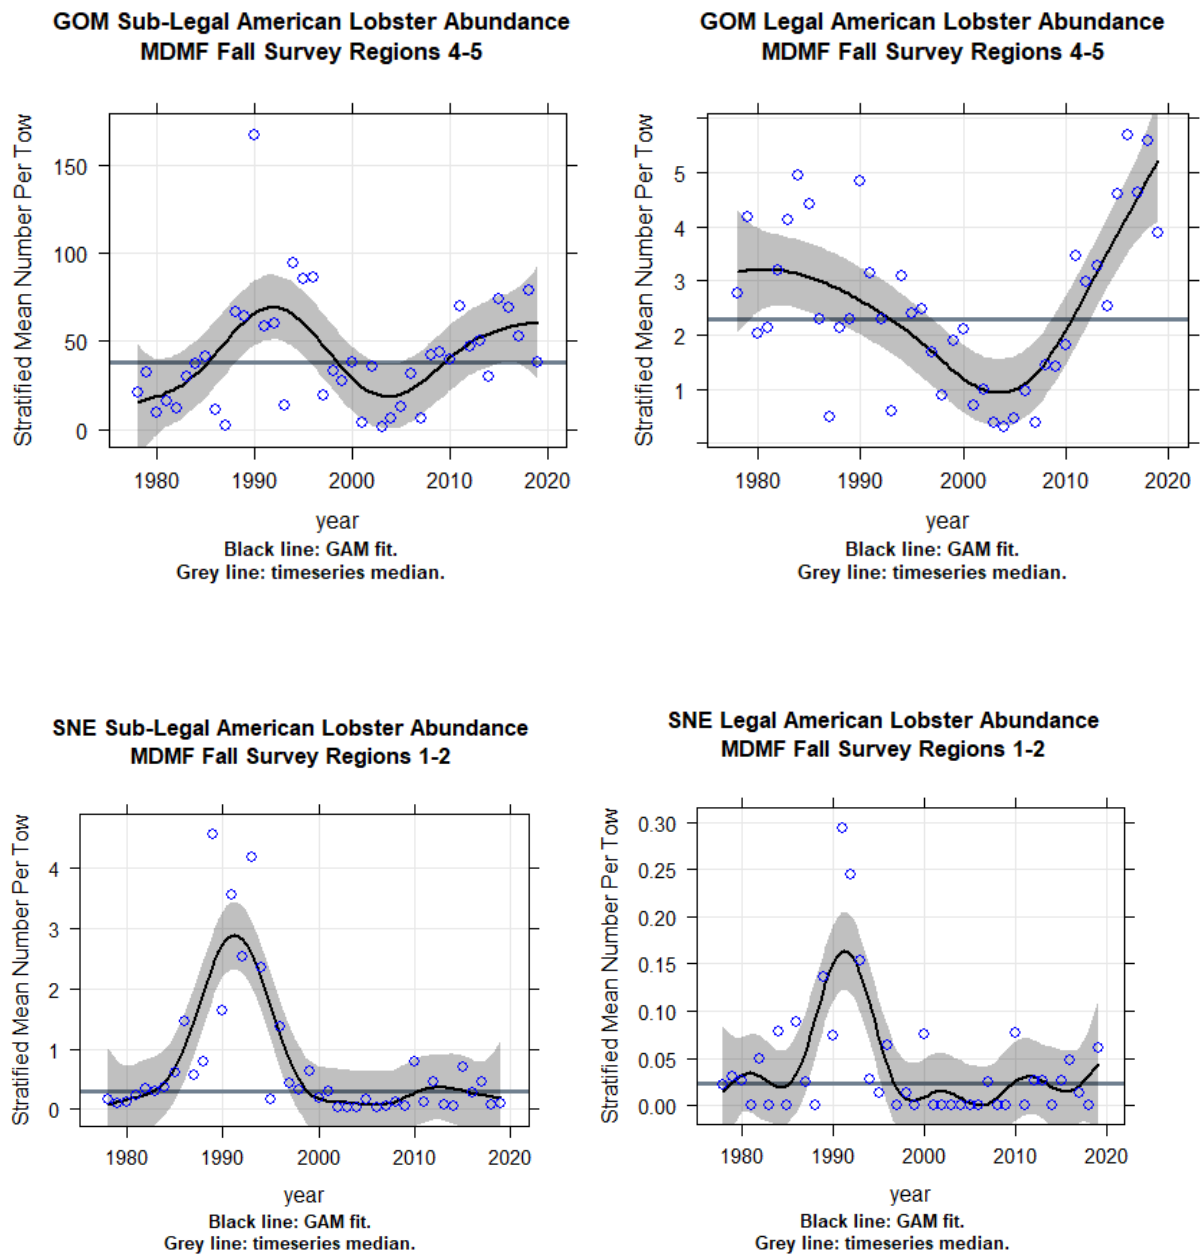 GOM Sub-Legal American Lobster Abundance
MDMF Fall Survey Regions 4-5
Stratified Mean Number Per Tow
150
100
50
0
1980 1990 2000 2010 2020
year
Black line: GAM fit.
Grey line: timeseries median.
GOM Legal American Lobster Abundance
MDMF Fall Survey Regions 4-5
Stratified Mean Number Per Tow
5
4
3
2
1
1980 1990 2000 2010 2020
year
Black line: GAM fit.
Grey line: timeseries median.
SNE Sub-Legal American Lobster Abundance
MDMF Fall Survey Regions 1-2
Stratified Mean Number Per Tow
4
3
2
1
0
1980 1990 2000 2010 2020
year
Black line: GAM fit.
Grey line: timeseries median.
SNE Legal American Lobster Abundance
MDMF Fall Survey Regions 1-2
Stratified Mean Number Per Tow
0.30
0.25
0.20
0.15
0.10
0.05
0.00
1980 1990 2000 2010 2020
year
Black line: GAM fit.
Grey line: timeseries median.